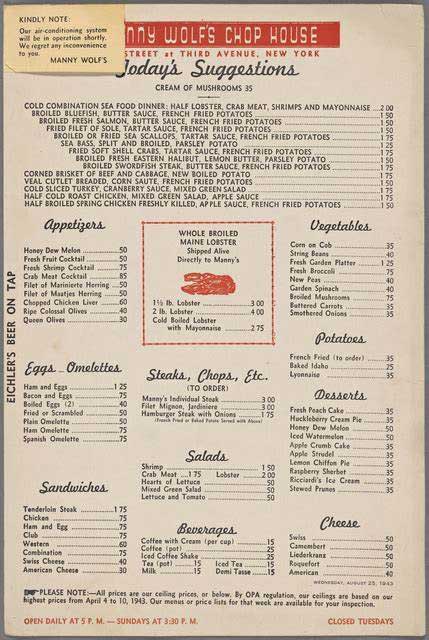 KINDLY NOTE:
Our air-conditioning system
will be in operation shortly.
We regret any inconvenience
to you.
MANNY WOLF'S
MANNY WOLF'S CHOP HOUSE
STREET at THIRD AVENUE, NEW YORK
Today's Suggestions
CREAM OF MUSHROOMS 35
COLD COMBINATION SEA FOOD DINNER: HALF LOBSTER, CRAB MEAT, SHRIMPS AND MAYONNAISE ...2 00
BROILED BLUEFISH, BUTTER SAUCE, FRENCH FRIED POTATOES 1 50
BROILED FRESH SALMON, BUTTER SAUCE, FRENCH FRIED POTATOES 1 50
FRIED FILET OF SOLE, TARTAR SAUCE, FRENCH FRIED POTATOES 1 50
BROILED OR FRIED SEA SCALLOPS, TARTAR SAUCE, FRENCH FRIED POTATOES 1 75
SEA BASS, SPLIT AND BROILED, PARSLEY POTATO 1 25
FRIED SOFT SHELL CRABS, TARTAR SAUCE, FRENCH FRIED POTATOES 1 75
BROILED FRESH EASTERN HALIBUT, LEMON BUTTER, PARSLEY POTATO 1 50
BROILED SWORDFISH STEAK, BUTTER SAUCE, FRENCH FRIED POTATOES 1 75
CORNED BRISKET OF BEEF AND CABBAGE, NEW BOILED POTATO 1 75
VEAL CUTLET BREADED, CORN SAUTE, FRENCH FRIED POTATOES 1 50
COLD SLICED TURKEY, CRANBERRY SAUCE, MIXED GREEN SALAD 1 75
HALF COLD ROAST CHICKEN, MIXED GREEN SALAD, APPLE SAUCE 1 75
HALF BROILED SPRING CHICKEN FRESHLY KILLED, APPLE SAUCE, FRENCH FRIED POTATOES 1 50
EICHLER'S BEER ON TAP
Appetizers
Honey Dew Melon 50
Fresh Fruit Cocktail 50
Fresh Shrimp Cocktail 75
Crab Meat Cocktail 85
Filet of Marinierte Herring 50
Filet of Maatjes Herring 50
Chopped Chicken Liver 60
Ripe Colossal Olives 40
Queen Olives 30
Eggs - Omelettes
Ham and Eggs 1 25
Bacon and Eggs 75
Boiled Eggs (2) 40
Fried or Scrambled 50
Plain Omelette 50
Ham Omelette 75
Spanish Omelette 75
Sandwiches
Tenderloin Steak 1 75
Chicken 75
Ham and Egg 75
Club 75
Western 60
Combination 75
Swiss Cheese 40
American Cheese 30
WHOLE BROILED
MAINE LOBSTER
Shipped Alive
Directly to Manny's
1½ lb. Lobster 3 00
2 lb. Lobster 4 00
Cold Boiled Lobster
with Mayonnaise 2 75
Steaks, Chops, Etc.
(TO ORDER)
Manny's Individual Steak 3 00
Filet Mignon, Jardiniere 3 00
Hamburger Steak with Onions 1 75
(French Fried or Baked Potato Served with Above)
Salads
Shrimp 1 50
Crab Meat 1 75 Lobster 2 00
Hearts of Lettuce 50
Mixed Green Salad 50
Lettuce and Tomato 50
Beverages
Coffee with Cream (per cup) 15
Coffee (pot) 25
Iced Coffee Shake 25
Tea (pot) 15 Iced Tea 15
Milk 15 Demi Tasse 15
Vegetables
Corn on Cob 35
String Beans 40
Fresh Garden Platter 1 25
Fresh Broccoli 75
New Peas 40
Garden Spinach 40
Broiled Mushrooms 75
Buttered Carrots 35
Smothered Onions 35
Potatoes
French Fried (to order) 35
Baked Idaho 25
Lyonnaise 35
Desserts
Fresh Peach Cake 35
Huckleberry Cream Pie 35
Honey Dew Melon 50
Iced Watermelon 50
Apple Crumb Cake 35
Apple Strudel 35
Lemon Chiffon Pie 35
Raspberry Sherbet 35
Ricciardi's Ice Cream 35
Stewed Prunes 35
Cheese
Swiss 50
Camembert 50
Liederkranz 50
Roquefort 50
American 40
WEDNESDAY, AUGUST 25, 1943
PLEASE NOTE:—All prices are our ceiling prices, or below. By OPA regulation, our ceilings are based on our
highest prices from April 4 to 10, 1943. Our menus or price lists for that week are available for your inspection.
OPEN DAILY AT 5 P. M. — SUNDAYS AT 3:30 P. M. CLOSED TUESDAYS